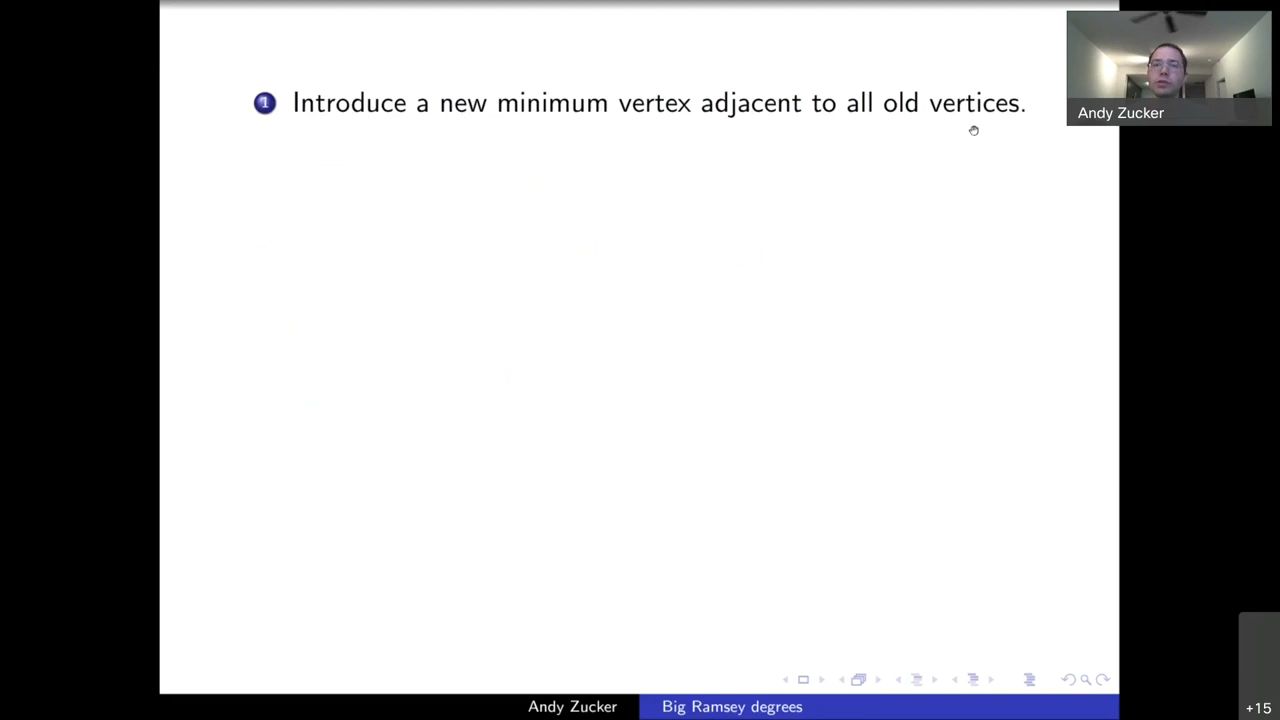 1 Introduce a new minimum vertex adjacent to all old vertices.
Andy Zucker
Andy Zucker Big Ramsey degrees
+15